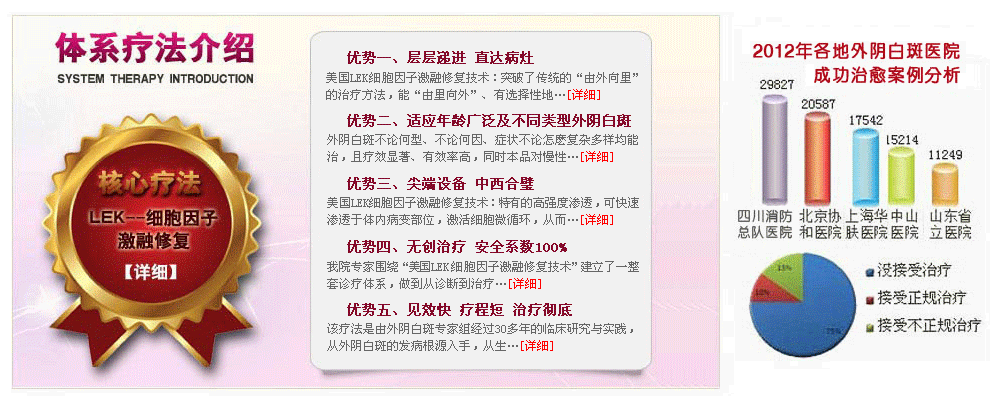 体系疗法介绍
SYSTEM THERAPY INTRODUCTION
核心疗法
LEK---细胞因子
激融修复
【详细】
优势一、层层递进 直达病灶
美国LEK细胞因子激融修复技术：突破了传统的“由外向里”
的治疗方法，能“由里向外”、有选择性地…[详细]
优势二、适应年龄广泛及不同类型外阴白斑
外阴白斑不论何型、不论何因、症状不论怎麽复杂多样均能
治，且疗效显著、有效率高，同时本品对慢性…[详细]
优势三、尖端设备 中西合璧
美国LEK细胞因子激融修复技术：特有的高强度渗透，可快速
渗透于体内病变部位，激活细胞微循环，从而…[详细]
优势四、无创治疗 安全系数100%
我院专家围绕“美国LEK细胞因子激融修复技术”建立了一整
套诊疗体系，做到从诊断到治疗…[详细]
优势五、见效快 疗程短 治疗彻底
该疗法是由外阴白斑专家组经过30多年的临床研究与实践，
从外阴白斑的发病根源入手，从生…[详细]
2012年各地外阴白斑医院
成功治愈案例分析
29827
20587
17542
15214
11249
四川消防
总队医院
北京协
和医院
上海华
肤医院
中山
医院
山东省
立医院
13%
10%
没接受治疗
接受正规治疗
接受不正规治疗